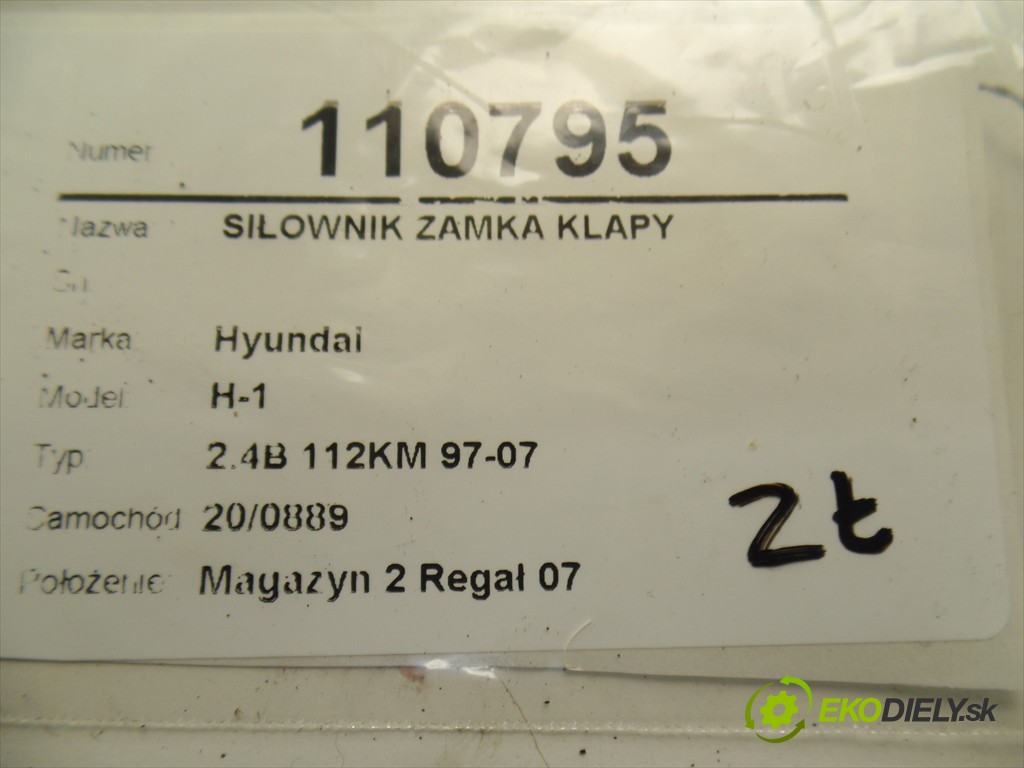 Numer 110795
Nazwa SIŁOWNIK ZAMKA KLAPY
Marka Hyundai
Model H-1
Typ 2.4B 112KM 97-07
Samochód 20/0889
Położenie Magazyn 2 Regał 07
Zł
EKODIELY.sk